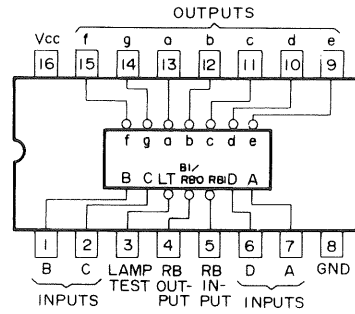 OUTPUTS
Vcc f g a b c d e
16 15 14 13 12 11 10 9
f g a b c d e
B C LT BI/RBO RBI D A
1 2 3 4 5 6 7 8
B C LAMP TEST RB OUT-PUT RB IN-PUT D A GND
INPUTS INPUTS